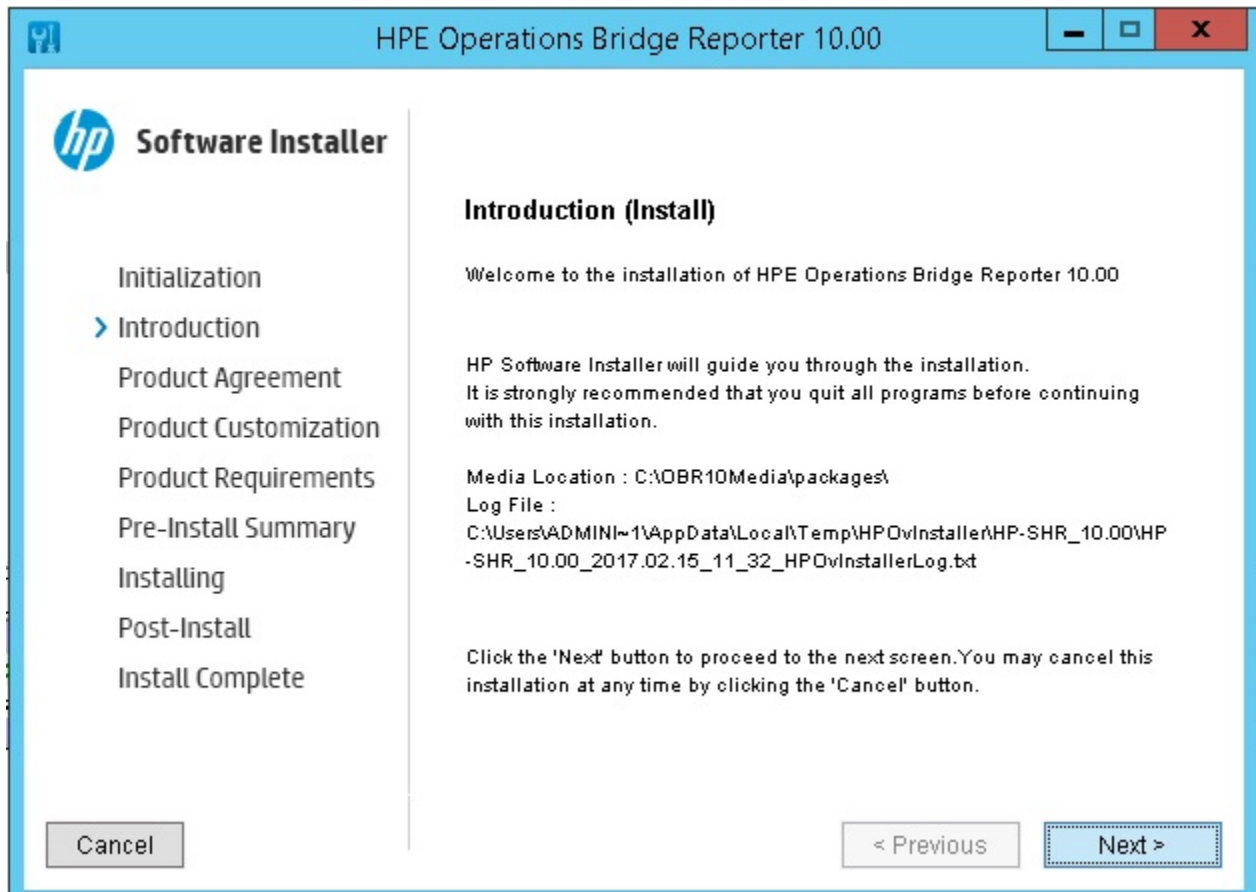 HPE Operations Bridge Reporter 10.00
hp
Software Installer
Initialization
Introduction
Product Agreement
Product Customization
Product Requirements
Pre-Install Summary
Installing
Post-Install
Install Complete
Introduction (Install)
Welcome to the installation of HPE Operations Bridge Reporter 10.00
HP Software Installer will guide you through the installation.
It is strongly recommended that you quit all programs before continuing
with this installation.
Media Location : C:\OBR10Media\packages\
Log File :
C:\Users\ADMINI~1\AppData\Local\Temp\HPOvInstaller\HP-SHR_10.00\HP
-SHR_10.00_2017.02.15_11_32_HPOvInstallerLog.txt
Click the 'Next' button to proceed to the next screen.You may cancel this
installation at any time by clicking the 'Cancel' button.
Cancel
< Previous
Next >